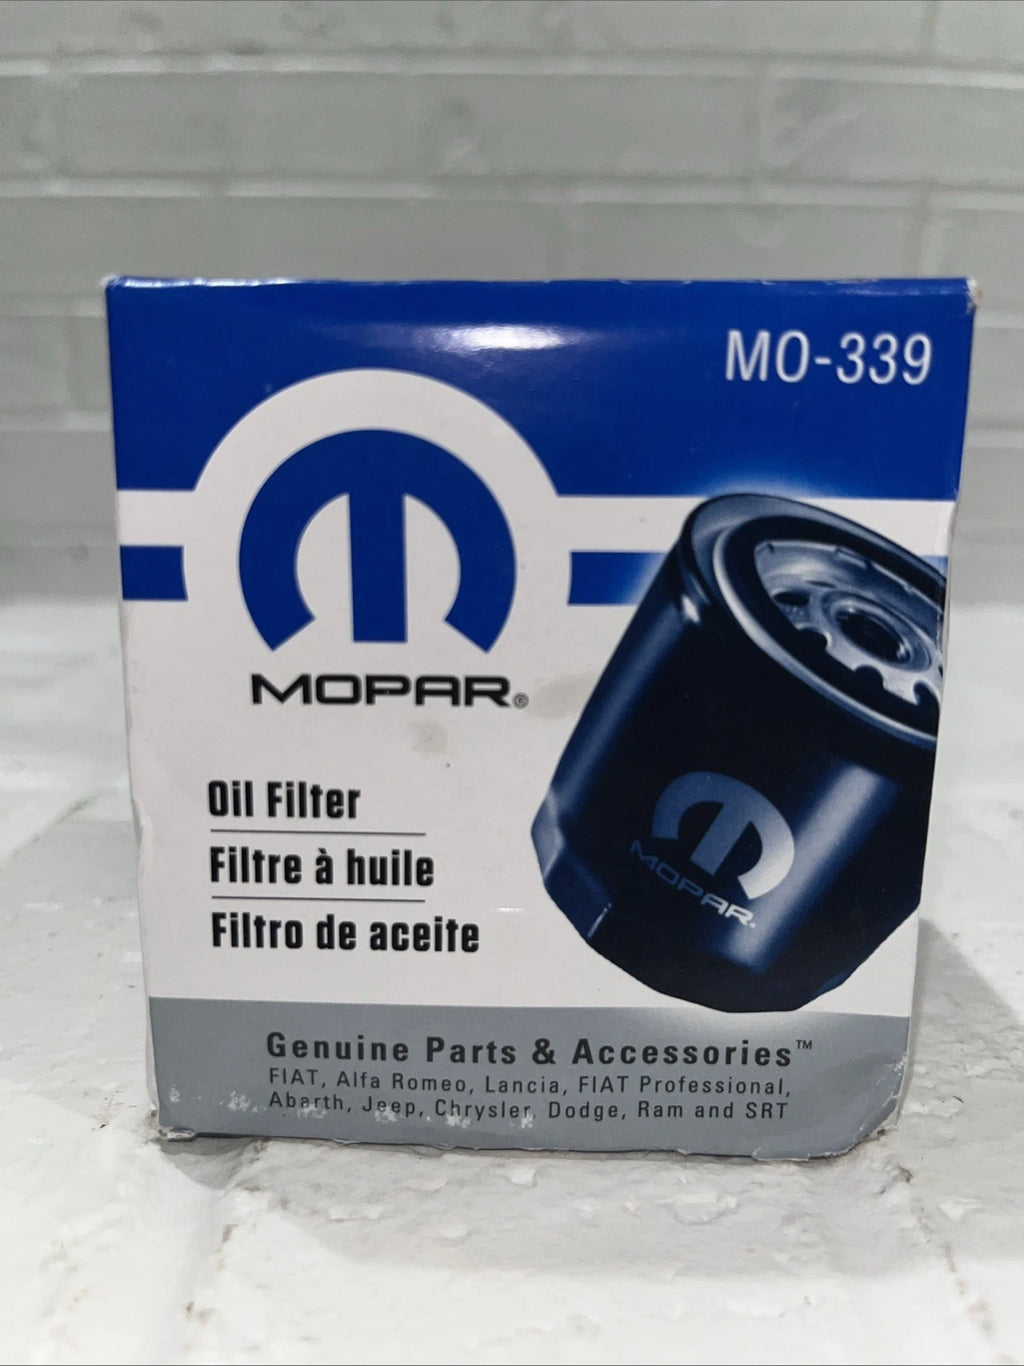 MO-339
MOPAR®
Oil Filter
Filtre à huile
Filtro de aceite
MOPAR.
Genuine Parts & Accessories™
FIAT, Alfa Romeo, Lancia, FIAT Professional,
Abarth, Jeep, Chrysler, Dodge, Ram and SRT